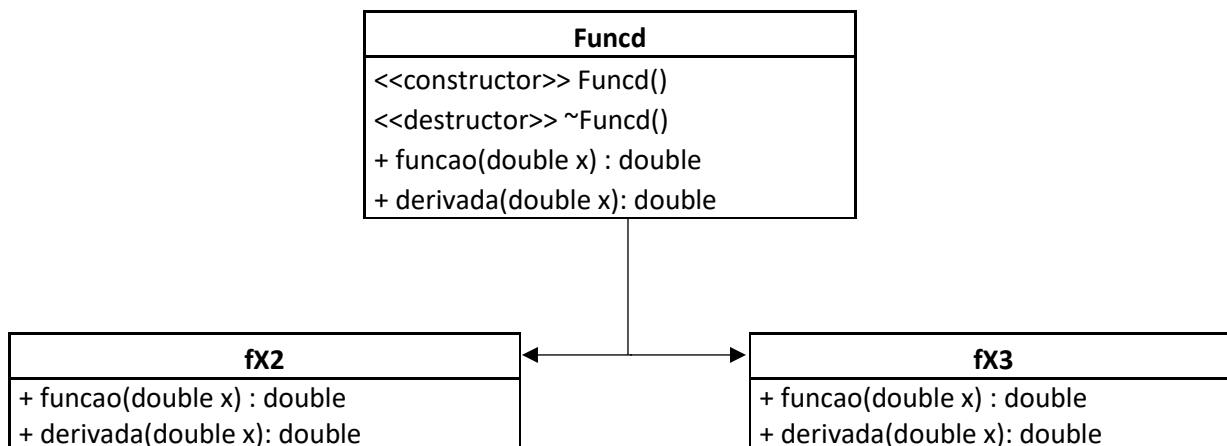 Funcd
<<constructor>> Funcd()
<<destructor>> ~Funcd()
+ funcao(double x) : double
+ derivada(double x): double
fX2
+ funcao(double x) : double
+ derivada(double x): double
fX3
+ funcao(double x) : double
+ derivada(double x): double